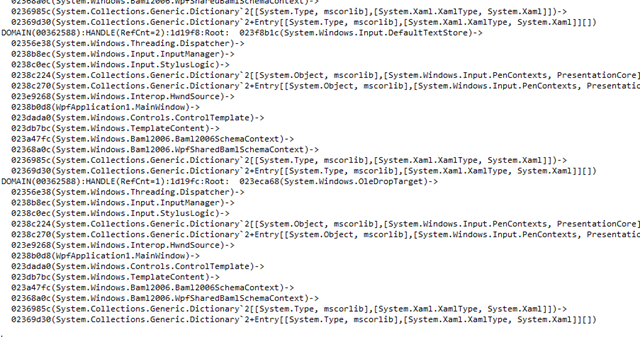 02368a0c(System.Windows.Baml2006.WpfSharedBamlSchemaContext)->
0236985c(System.Collections.Generic.Dictionary`2[[System.Type, mscorlib],[System.Xaml.XamlType, System.Xaml]])->
02369d30(System.Collections.Generic.Dictionary`2+Entry[[System.Type, mscorlib],[System.Xaml.XamlType, System.Xaml]][])
DOMAIN(00362588):HANDLE(RefCnt=2):1d19f8:Root:  023f8b1c(System.Windows.Input.DefaultTextStore)->
02356e38(System.Windows.Threading.Dispatcher)->
0238b8ec(System.Windows.Input.InputManager)->
0238c0ec(System.Windows.Input.StylusLogic)->
0238c224(System.Collections.Generic.Dictionary`2[[System.Object, mscorlib],[System.Windows.Input.PenContexts, PresentationCore]
0238c270(System.Collections.Generic.Dictionary`2+Entry[[System.Object, mscorlib],[System.Windows.Input.PenContexts, Presentatio
023e9268(System.Windows.Interop.HwndSource)->
0238b0d8(WpfApplication1.MainWindow)->
023dada0(System.Windows.Controls.ControlTemplate)->
023db7bc(System.Windows.TemplateContent)->
023a47fc(System.Windows.Baml2006.Baml2006SchemaContext)->
02368a0c(System.Windows.Baml2006.WpfSharedBamlSchemaContext)->
0236985c(System.Collections.Generic.Dictionary`2[[System.Type, mscorlib],[System.Xaml.XamlType, System.Xaml]])->
02369d30(System.Collections.Generic.Dictionary`2+Entry[[System.Type, mscorlib],[System.Xaml.XamlType, System.Xaml]][])
DOMAIN(00362588):HANDLE(RefCnt=1):1d19fc:Root:  023eca68(System.Windows.OleDropTarget)->
02356e38(System.Windows.Threading.Dispatcher)->
0238b8ec(System.Windows.Input.InputManager)->
0238c0ec(System.Windows.Input.StylusLogic)->
0238c224(System.Collections.Generic.Dictionary`2[[System.Object, mscorlib],[System.Windows.Input.PenContexts, PresentationCore]
0238c270(System.Collections.Generic.Dictionary`2+Entry[[System.Object, mscorlib],[System.Windows.Input.PenContexts, Presentatio
023e9268(System.Windows.Interop.HwndSource)->
0238b0d8(WpfApplication1.MainWindow)->
023dada0(System.Windows.Controls.ControlTemplate)->
023db7bc(System.Windows.TemplateContent)->
023a47fc(System.Windows.Baml2006.Baml2006SchemaContext)->
02368a0c(System.Windows.Baml2006.WpfSharedBamlSchemaContext)->
0236985c(System.Collections.Generic.Dictionary`2[[System.Type, mscorlib],[System.Xaml.XamlType, System.Xaml]])->
02369d30(System.Collections.Generic.Dictionary`2+Entry[[System.Type, mscorlib],[System.Xaml.XamlType, System.Xaml]][])
.